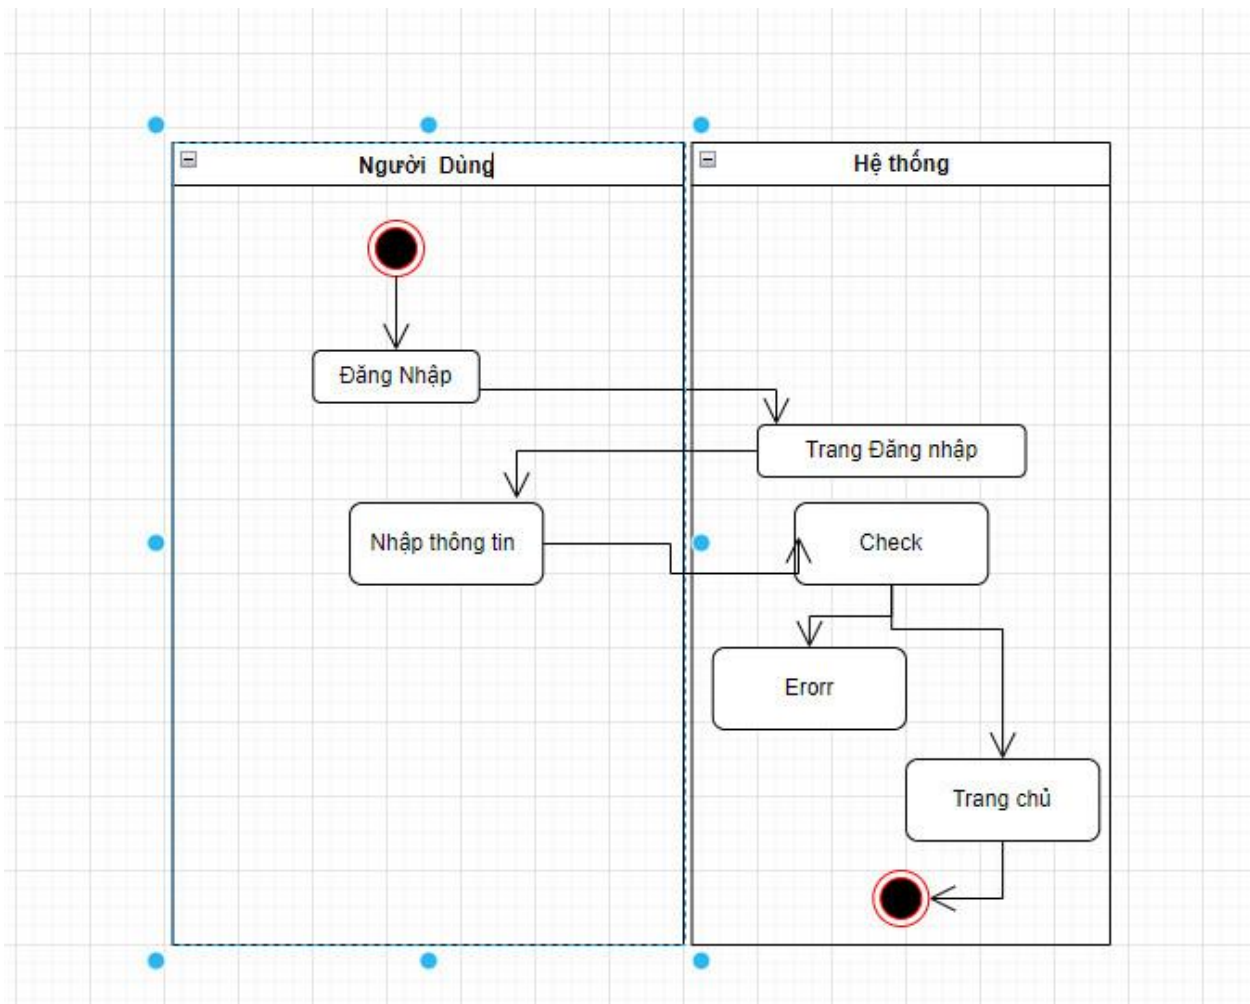 Người Dùng
Hệ thống
Đăng Nhập
Trang Đăng nhập
Nhập thông tin
Check
Erorr
Trang chủ